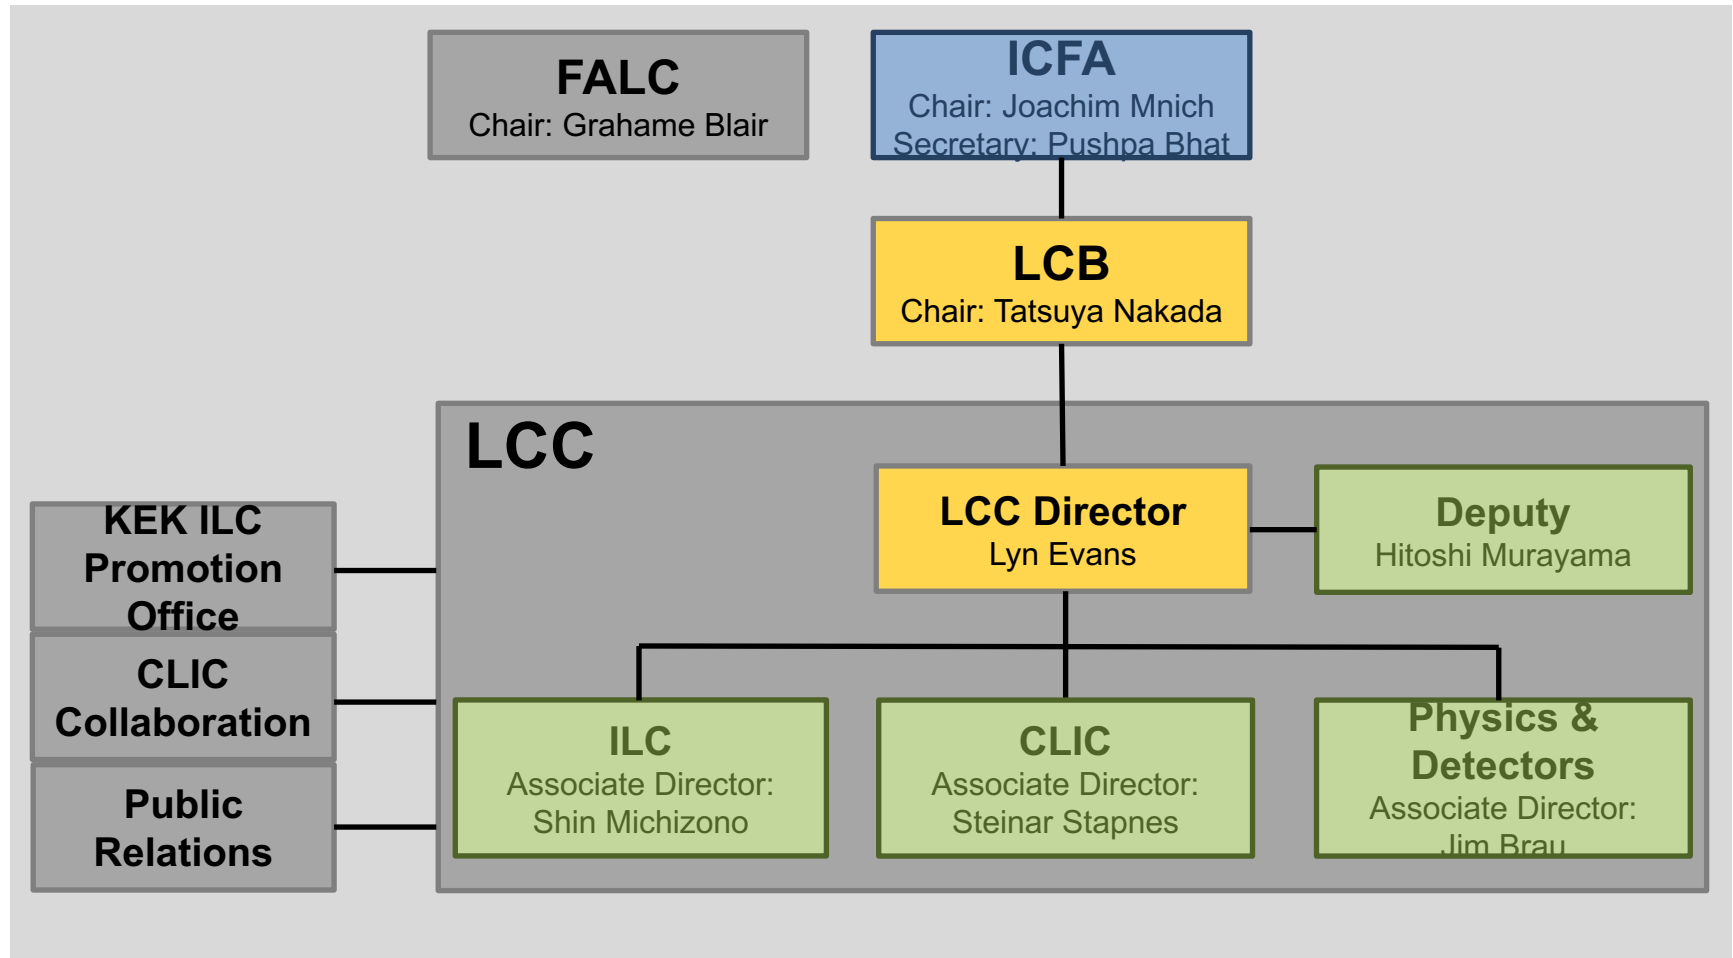 FALC
Chair: Grahame Blair
ICFA
Chair: Joachim Mnich
Secretary: Pushpa Bhat
LCB
Chair: Tatsuya Nakada
LCC
LCC Director
Lyn Evans
Deputy
Hitoshi Murayama
KEK ILC
Promotion
Office
CLIC
Collaboration
Public
Relations
ILC
Associate Director:
Shin Michizono
CLIC
Associate Director:
Steinar Stapnes
Physics &
Detectors
Associate Director:
Jim Brau